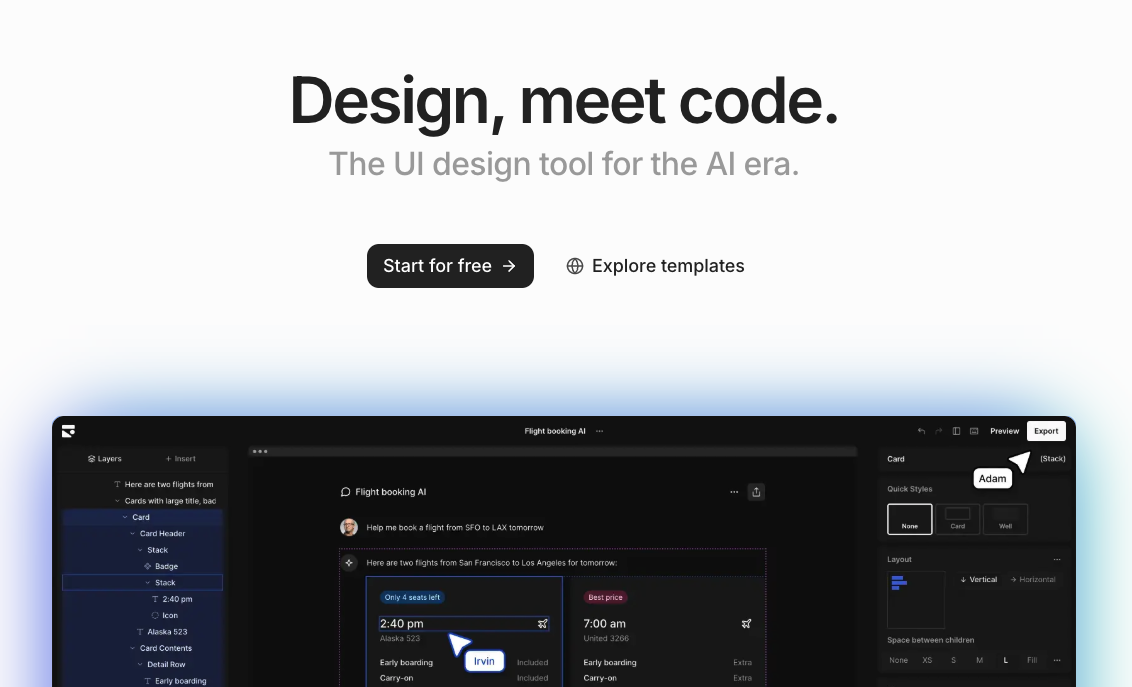 Design, meet code.
The UI design tool for the AI era.
Start for free
Explore templates
Flight booking AI
Preview
Export
Layers
Insert
Here are two flights from
Cards with large title, bad
Card
Card Header
Stack
Badge
Stack
2:40 pm
Icon
Alaska 523
Card Contents
Detail Row
Early boarding
Flight booking AI
Help me book a flight from SFO to LAX tomorrow
Here are two flights from San Francisco to Los Angeles for tomorrow:
Only 4 seats left
2:40 pm
Alaska 523
Early boarding Included
Carry-on Included
Irvin
Best price
7:00 am
United 3266
Early boarding Extra
Carry-on Extra
Card [Stack]
Adam
Quick Styles
None Card Well
Layout
Vertical Horizontal
Space between children
None XS S M L Fill